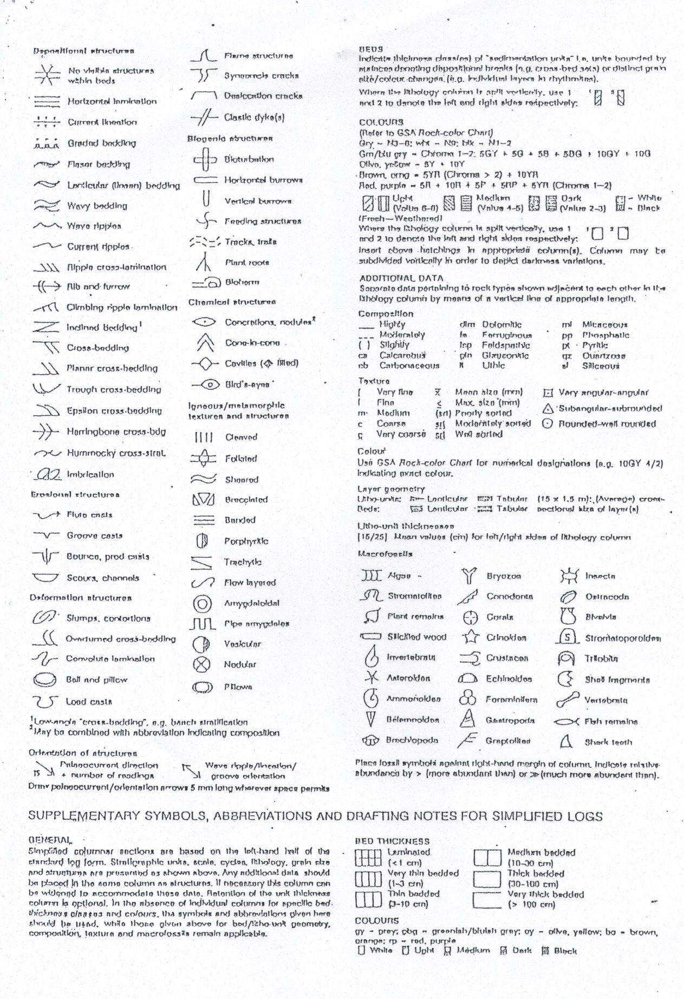 Depositional structures
No visible structures
within beds
Horizontal lamination
Current lineation
Graded bedding
Flaser bedding
Lenticular (linsen) bedding
Wavy bedding
Wave ripples
Current ripples
Ripple cross-lamination
Rib and furrow
Climbing ripple lamination
Inclined bedding¹
Cross-bedding
Planar cross-bedding
Trough cross-bedding
Epsilon cross-bedding
Herringbone cross-bdg
Hummocky cross-strat.
Imbrication
Erosional structures
Flute casts
Groove casts
Bounce, prod casts
Scours, channels
Deformation structures
Slumps, contortions
Overturned cross-bedding
Convolute lamination
Ball and pillow
Load casts
Flame structures
Synaeresis cracks
Desiccation cracks
Clastic dyke(s)
Biogenic structures
Bioturbation
Horizontal burrows
Vertical burrows
Feeding structures
Tracks, trails
Plant roots
Bioherm
Chemical structures
Concretions, nodules²
Cone-in-cone
Cavities ( filled)
Bird's-eyes
Igneous/metamorphic
textures and structures
Cleaved
Foliated
Sheared
Brecciated
Banded
Porphyritic
Trachytic
Flow layered
Amygdaloidal
Pipe amygdales
Vesicular
Nodular
Pillows
¹Low-angle "cross-bedding", e.g. beach stratification
²May be combined with abbreviation indicating composition
Orientation of structures
15 Palaeocurrent direction
+ number of readings
Wave ripple/lineation/
groove orientation
Draw palaeocurrent/orientation arrows 5 mm long wherever space permits
BEDS
Indicate thickness class(es) of "sedimentation units" i.e. units bounded by
surfaces denoting depositional breaks (e.g. cross-bed sets) or distinct grain
size/colour changes (e.g. individual layers in rhythmites).
Where the lithology column is split vertically, use 1
and 2 to denote the left and right sides respectively: 1 2
COLOURS
(Refer to GSA Rock-color Chart)
Gry – N3–8; wht – N9; blk – N1–2
Grn/blu gry – Chroma 1–2: 5GY + 5G + 5B + 5BG + 10GY + 10G
Olive, yellow – 5Y + 10Y
Brown, orng – 5YR (Chroma > 2) + 10YR
Red, purple – 5R + 10R + 5P + 5RP + 5YR (Chroma 1–2)
Light Medium Dark – White
(Value 6–8) (Value 4–5) (Value 2–3) – Black
(Fresh—Weathered)
Where the lithology column is split vertically, use 1
and 2 to denote the left and right sides respectively: 1 2
Insert above hatchings in appropriate column(s). Column may be
subdivided vertically in order to depict darkness variations.
ADDITIONAL DATA
Separate data pertaining to rock types shown adjacent to each other in the
lithology column by means of a vertical line of appropriate length.
Composition
___ Highly dlm Dolomitic mi Micaceous
_ _ _ Moderately fe Ferruginous pp Phosphatic
( ) Slightly fsp Feldspathic pt Pyritic
ca Calcareous gln Glauconitic qz Quartzose
cb Carbonaceous lt Lithic sl Siliceous
Texture
f Very fine x̄ Mean size (mm) Very angular–angular
f Fine < Max. size (mm) Subangular–subrounded
m Medium (srt) Poorly sorted
c Coarse srt Moderately sorted Rounded–well rounded
c Very coarse srt Well sorted
Colour
Use GSA Rock-color Chart for numerical designations (e.g. 10GY 4/2)
indicating exact colour.
Layer geometry
Litho-units: Lenticular Tabular (15 x 1,5 m): (Average) cross-
Beds: Lenticular Tabular sectional size of layer(s)
Litho-unit thicknesses
[15/25] Mean values (cm) for left/right sides of lithology column
Macrofossils
Algae Bryozoa Insecta
Stromatolites Conodonts Ostracoda
Plant remains Corals Bivalvia
Silicified wood Crinoidea Stromatoporoidea
Invertebrata Crustacea Trilobita
Asteroidea Echinoidea Shell fragments
Ammonoidea Foraminifera Vertebrata
Belemnoidea Gastropoda Fish remains
Brachiopoda Graptolites Shark teeth
Place fossil symbols against right-hand margin of column. Indicate relative
abundance by > (more abundant than) or >> (much more abundant than).
SUPPLEMENTARY SYMBOLS, ABBREVIATIONS AND DRAFTING NOTES FOR SIMPLIFIED LOGS
GENERAL
Simplified columnar sections are based on the left-hand half of the
standard log form. Stratigraphic units, scale, cycles, lithology, grain size
and structures are presented as shown above. Any additional data should
be placed in the same column as structures. If necessary this column can
be widened to accommodate these data. Retention of the unit thickness
column is optional. In the absence of individual columns for specific bed-
thickness classes and colours, the symbols and abbreviations given here
should be used, while those given above for bed/litho-unit geometry,
composition, texture and macrofossils remain applicable.
BED THICKNESS
Laminated Medium bedded
(<1 cm) (10–30 cm)
Very thin bedded Thick bedded
(1–3 cm) (30–100 cm)
Thin bedded Very thick bedded
(3–10 cm) (> 100 cm)
COLOURS
gy – grey; gbg – greenish/bluish grey; oy – olive, yellow; bo – brown,
orange; rp – red, purple
White Light Medium Dark Black